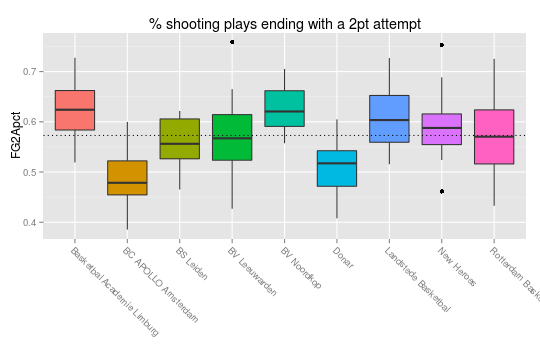 % shooting plays ending with a 2pt attempt
FG2Apct
0.7
0.6
0.5
0.4
Basketbal Academie Limburg
BC APOLLO Amsterdam
BS Leiden
BV Leeuwarden
BV Noordkop
Donar
Landstede Basketbal
New Heroes
Rotterdam Bask